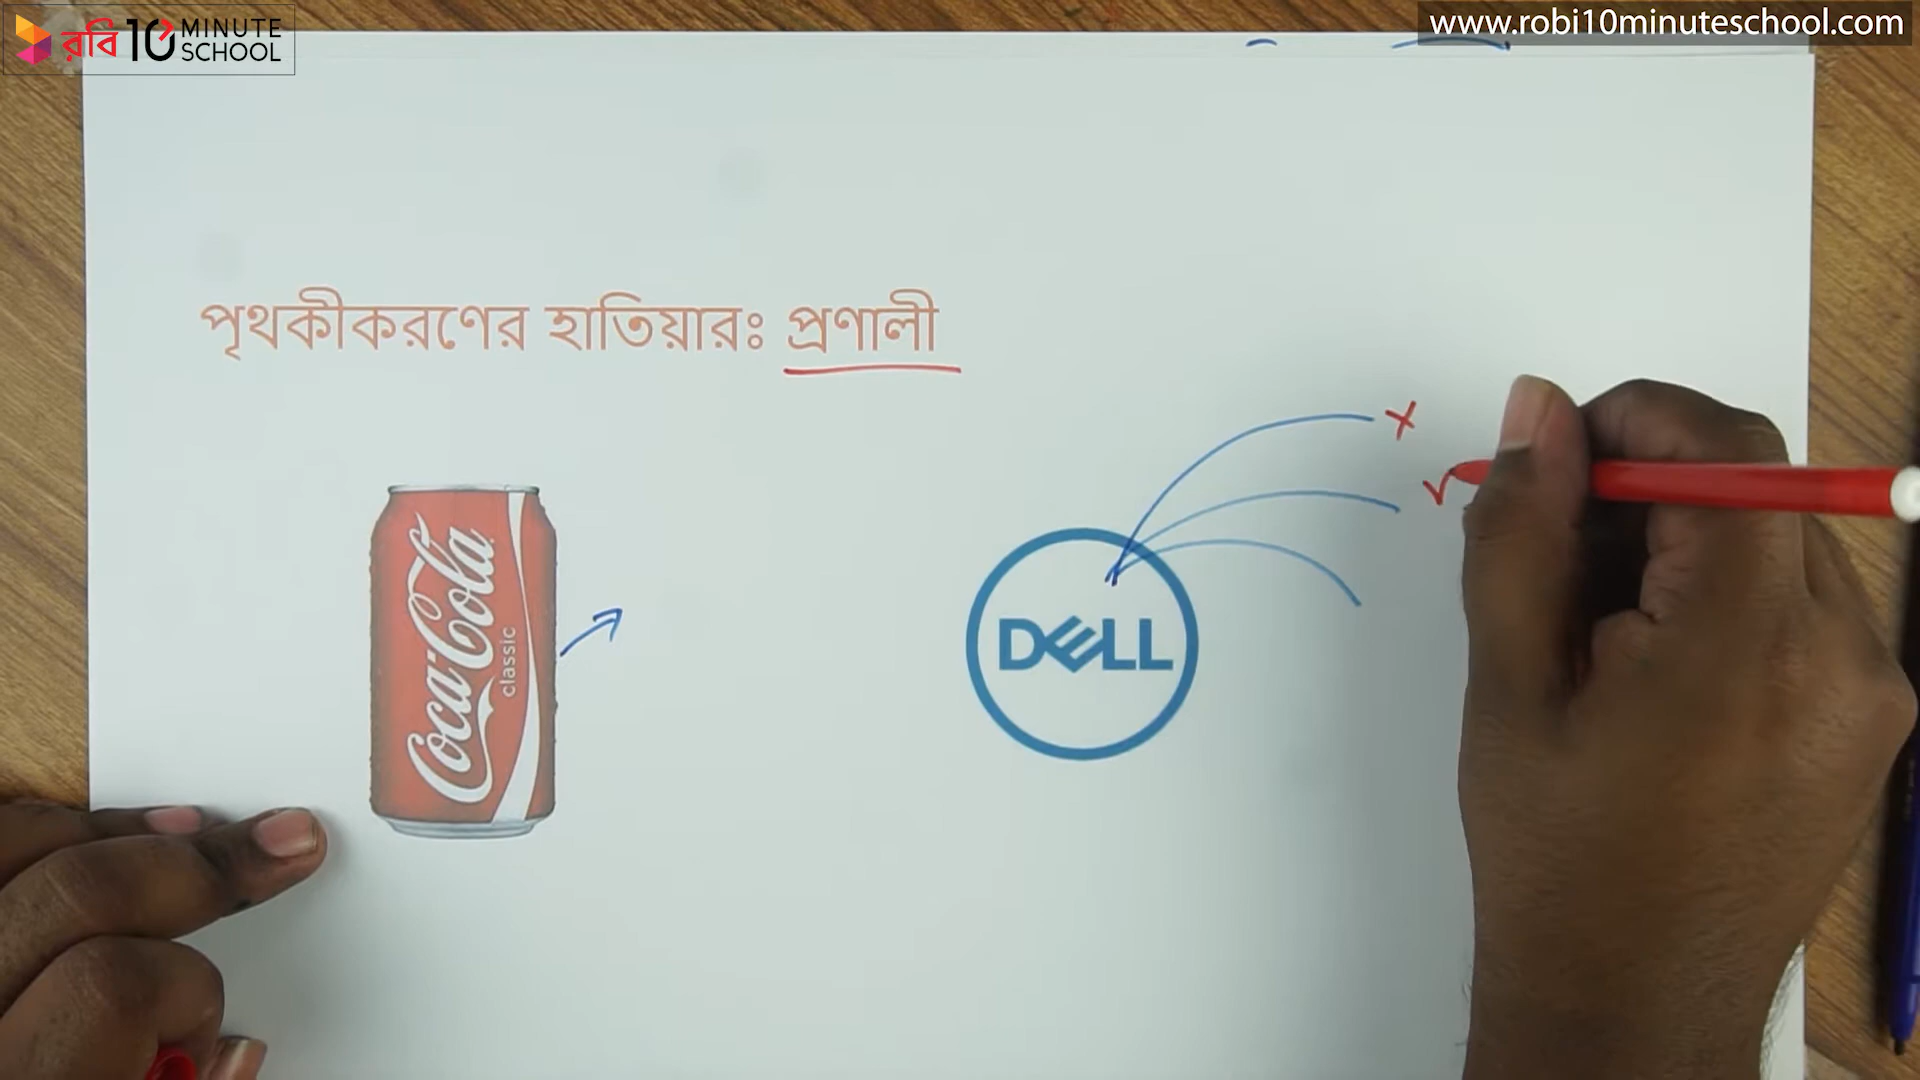 রবি 10 MINUTE SCHOOL
www.robi10minuteschool.com
পৃথকীকরণের হাতিয়ারঃ প্রণালী
Coca-Cola
classic
DELL